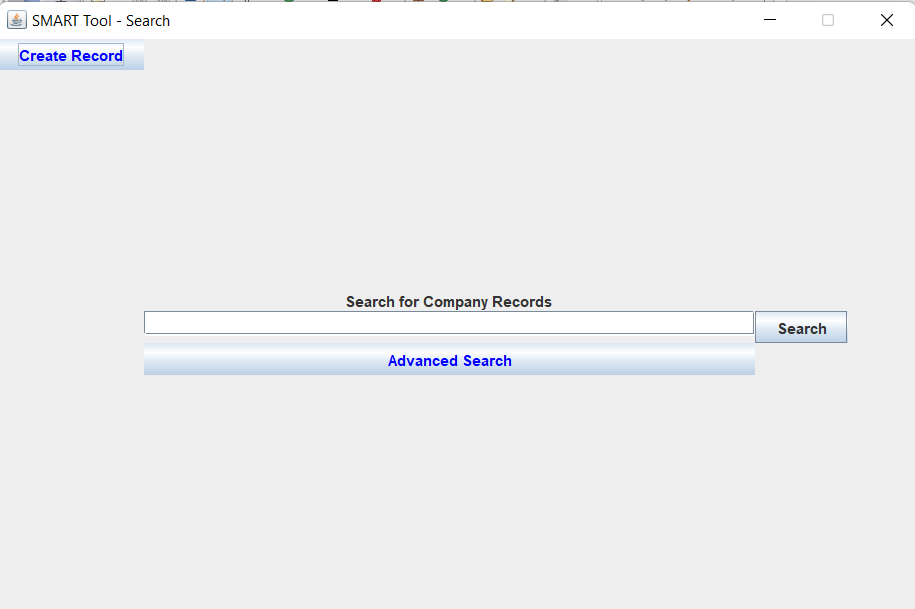 SMART Tool - Search
Create Record
Search for Company Records
Search
Advanced Search